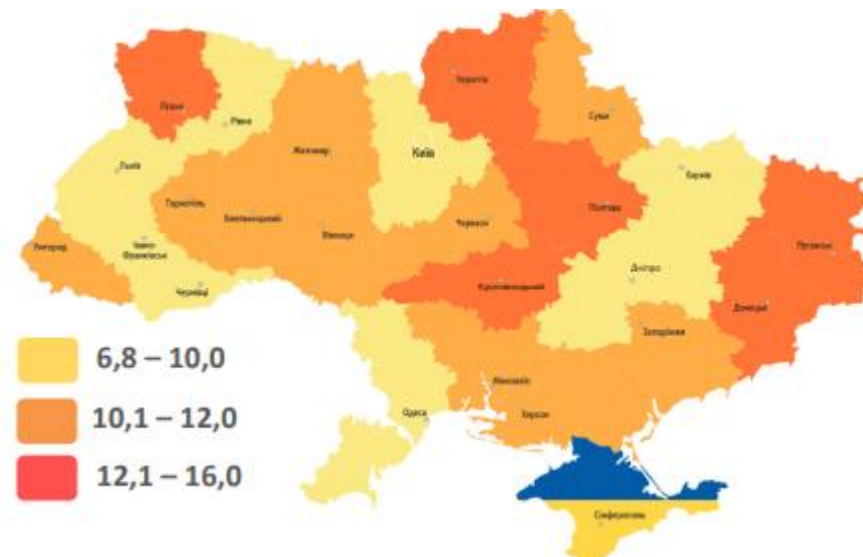 Чернігів
Луцьк
Рівне
Суми
Житомир
Київ
Львів
Харків
Тернопіль
Хмельницький
Полтава
Вінниця
Черкаси
Ужгород
Івано-
Франківськ
Луганськ
Дніпро
Чернівці
Кропивницький
Донецьк
Запоріжжя
6,8 – 10,0
Миколаїв
10,1 – 12,0
Одеса
Херсон
12,1 – 16,0
Сімферополь